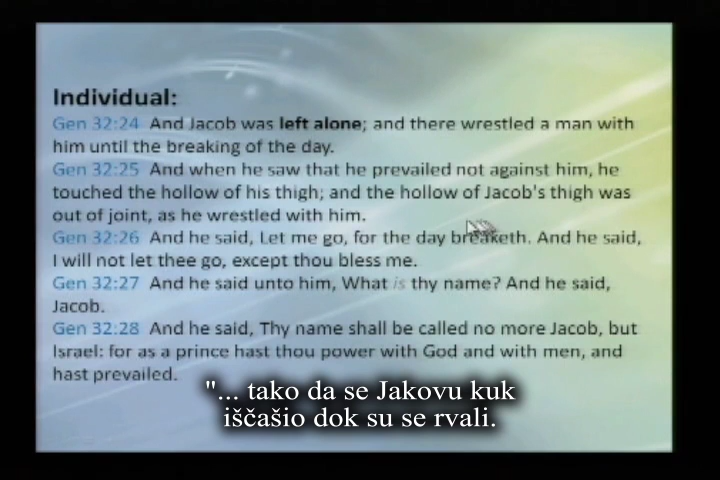 Individual:
Gen 32:24 And Jacob was left alone; and there wrestled a man with
him until the breaking of the day.
Gen 32:25 And when he saw that he prevailed not against him, he
touched the hollow of his thigh; and the hollow of Jacob's thigh was
out of joint, as he wrestled with him.
Gen 32:26 And he said, Let me go, for the day breaketh. And he said,
I will not let thee go, except thou bless me.
Gen 32:27 And he said unto him, What is thy name? And he said,
Jacob.
Gen 32:28 And he said, Thy name shall be called no more Jacob, but
Israel: for as a prince hast thou power with God and with men, and
hast prevailed.
"... tako da se Jakovu kuk
iščašio dok su se rvali.